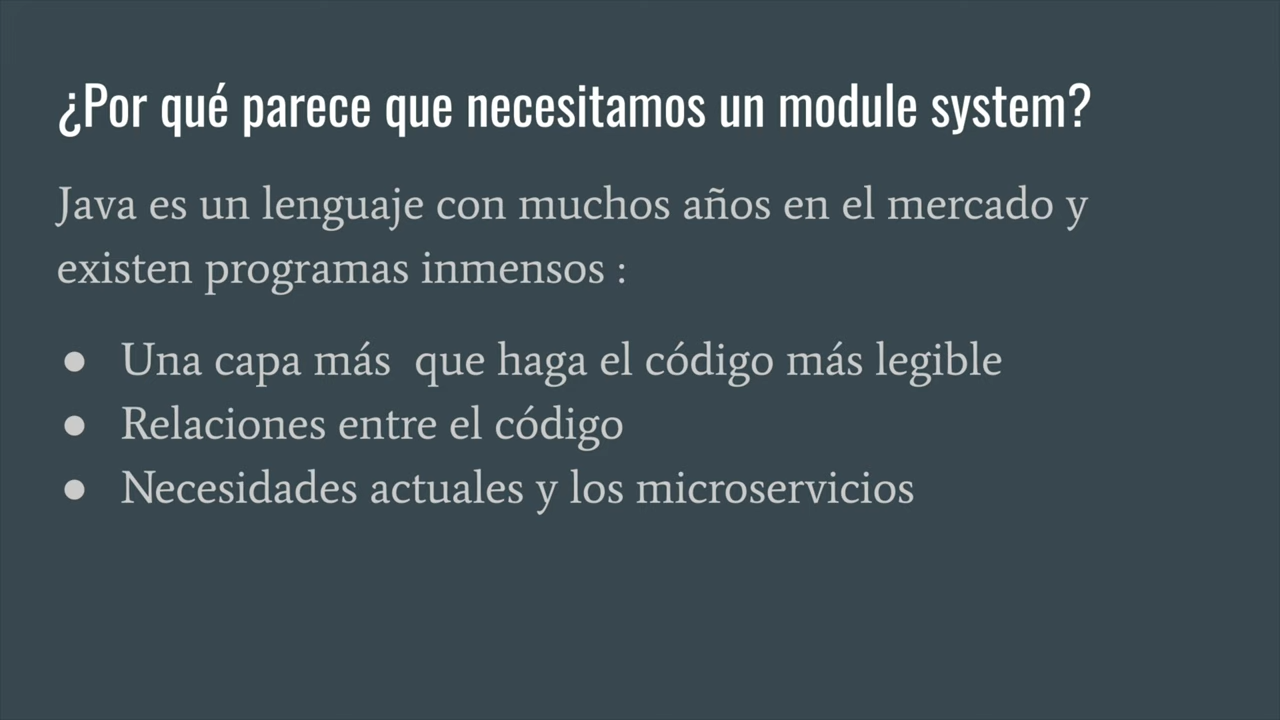 ¿Por qué parece que necesitamos un module system?
Java es un lenguaje con muchos años en el mercado y
existen programas inmensos :
● Una capa más  que haga el código más legible
● Relaciones entre el código
● Necesidades actuales y los microservicios